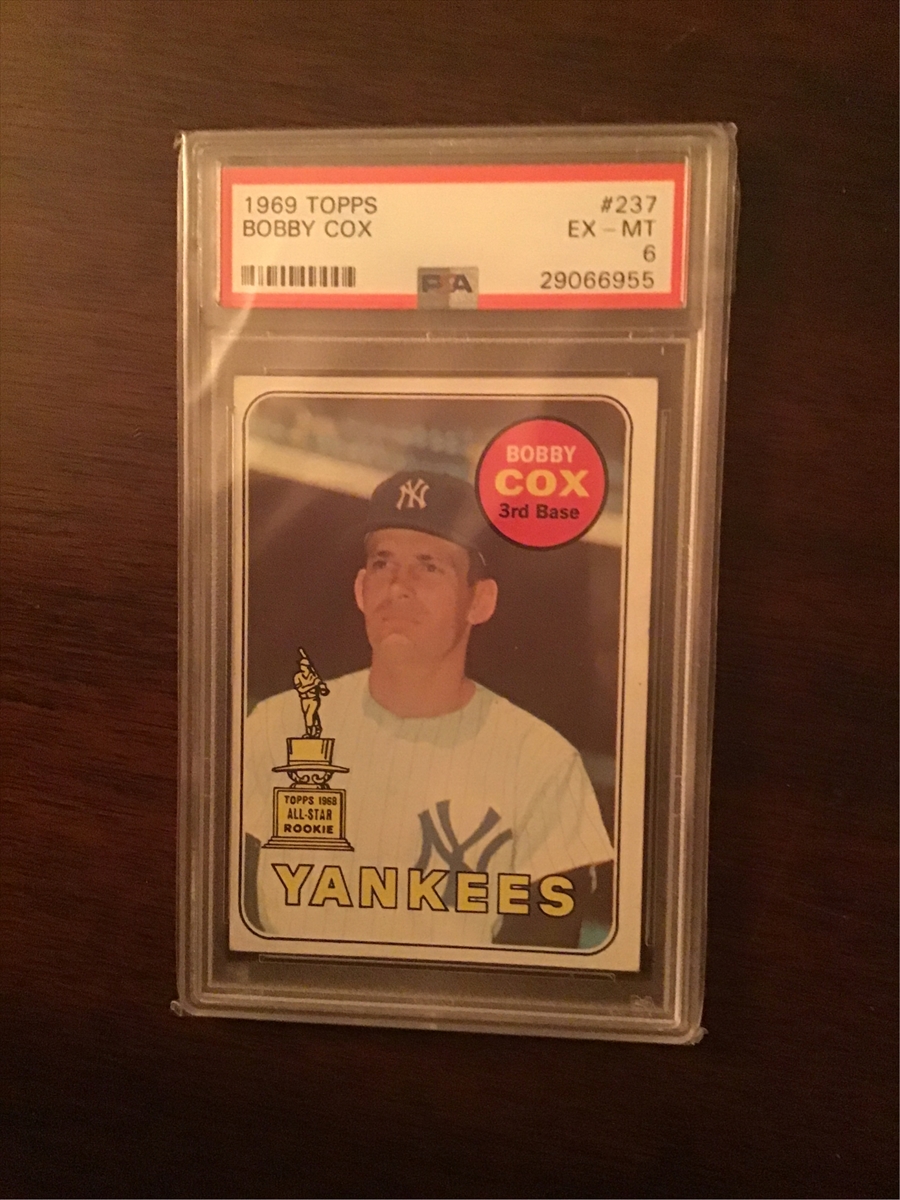 1969 TOPPS #237
BOBBY COX EX - MT
6
29066955
PSA
BOBBY
COX
3rd Base
NY
TOPPS 1968
ALL-STAR
ROOKIE
NY
YANKEES